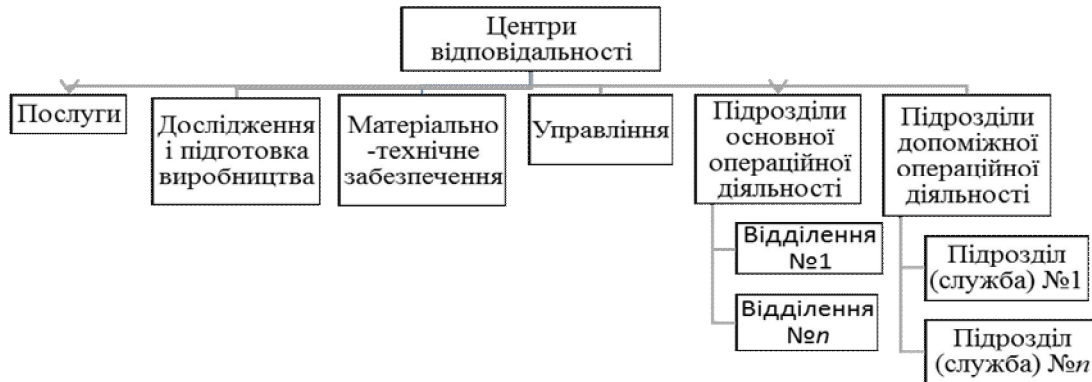 Центри
відповідальності
Послуги
Дослідження
і підготовка
виробництва
Матеріально
-технічне
забезпечення
Управління
Підрозділи
основної
операційної
діяльності
Підрозділи
допоміжної
операційної
діяльності
Відділення
№1
Відділення
№n
Підрозділ
(служба) №1
Підрозділ
(служба) №n